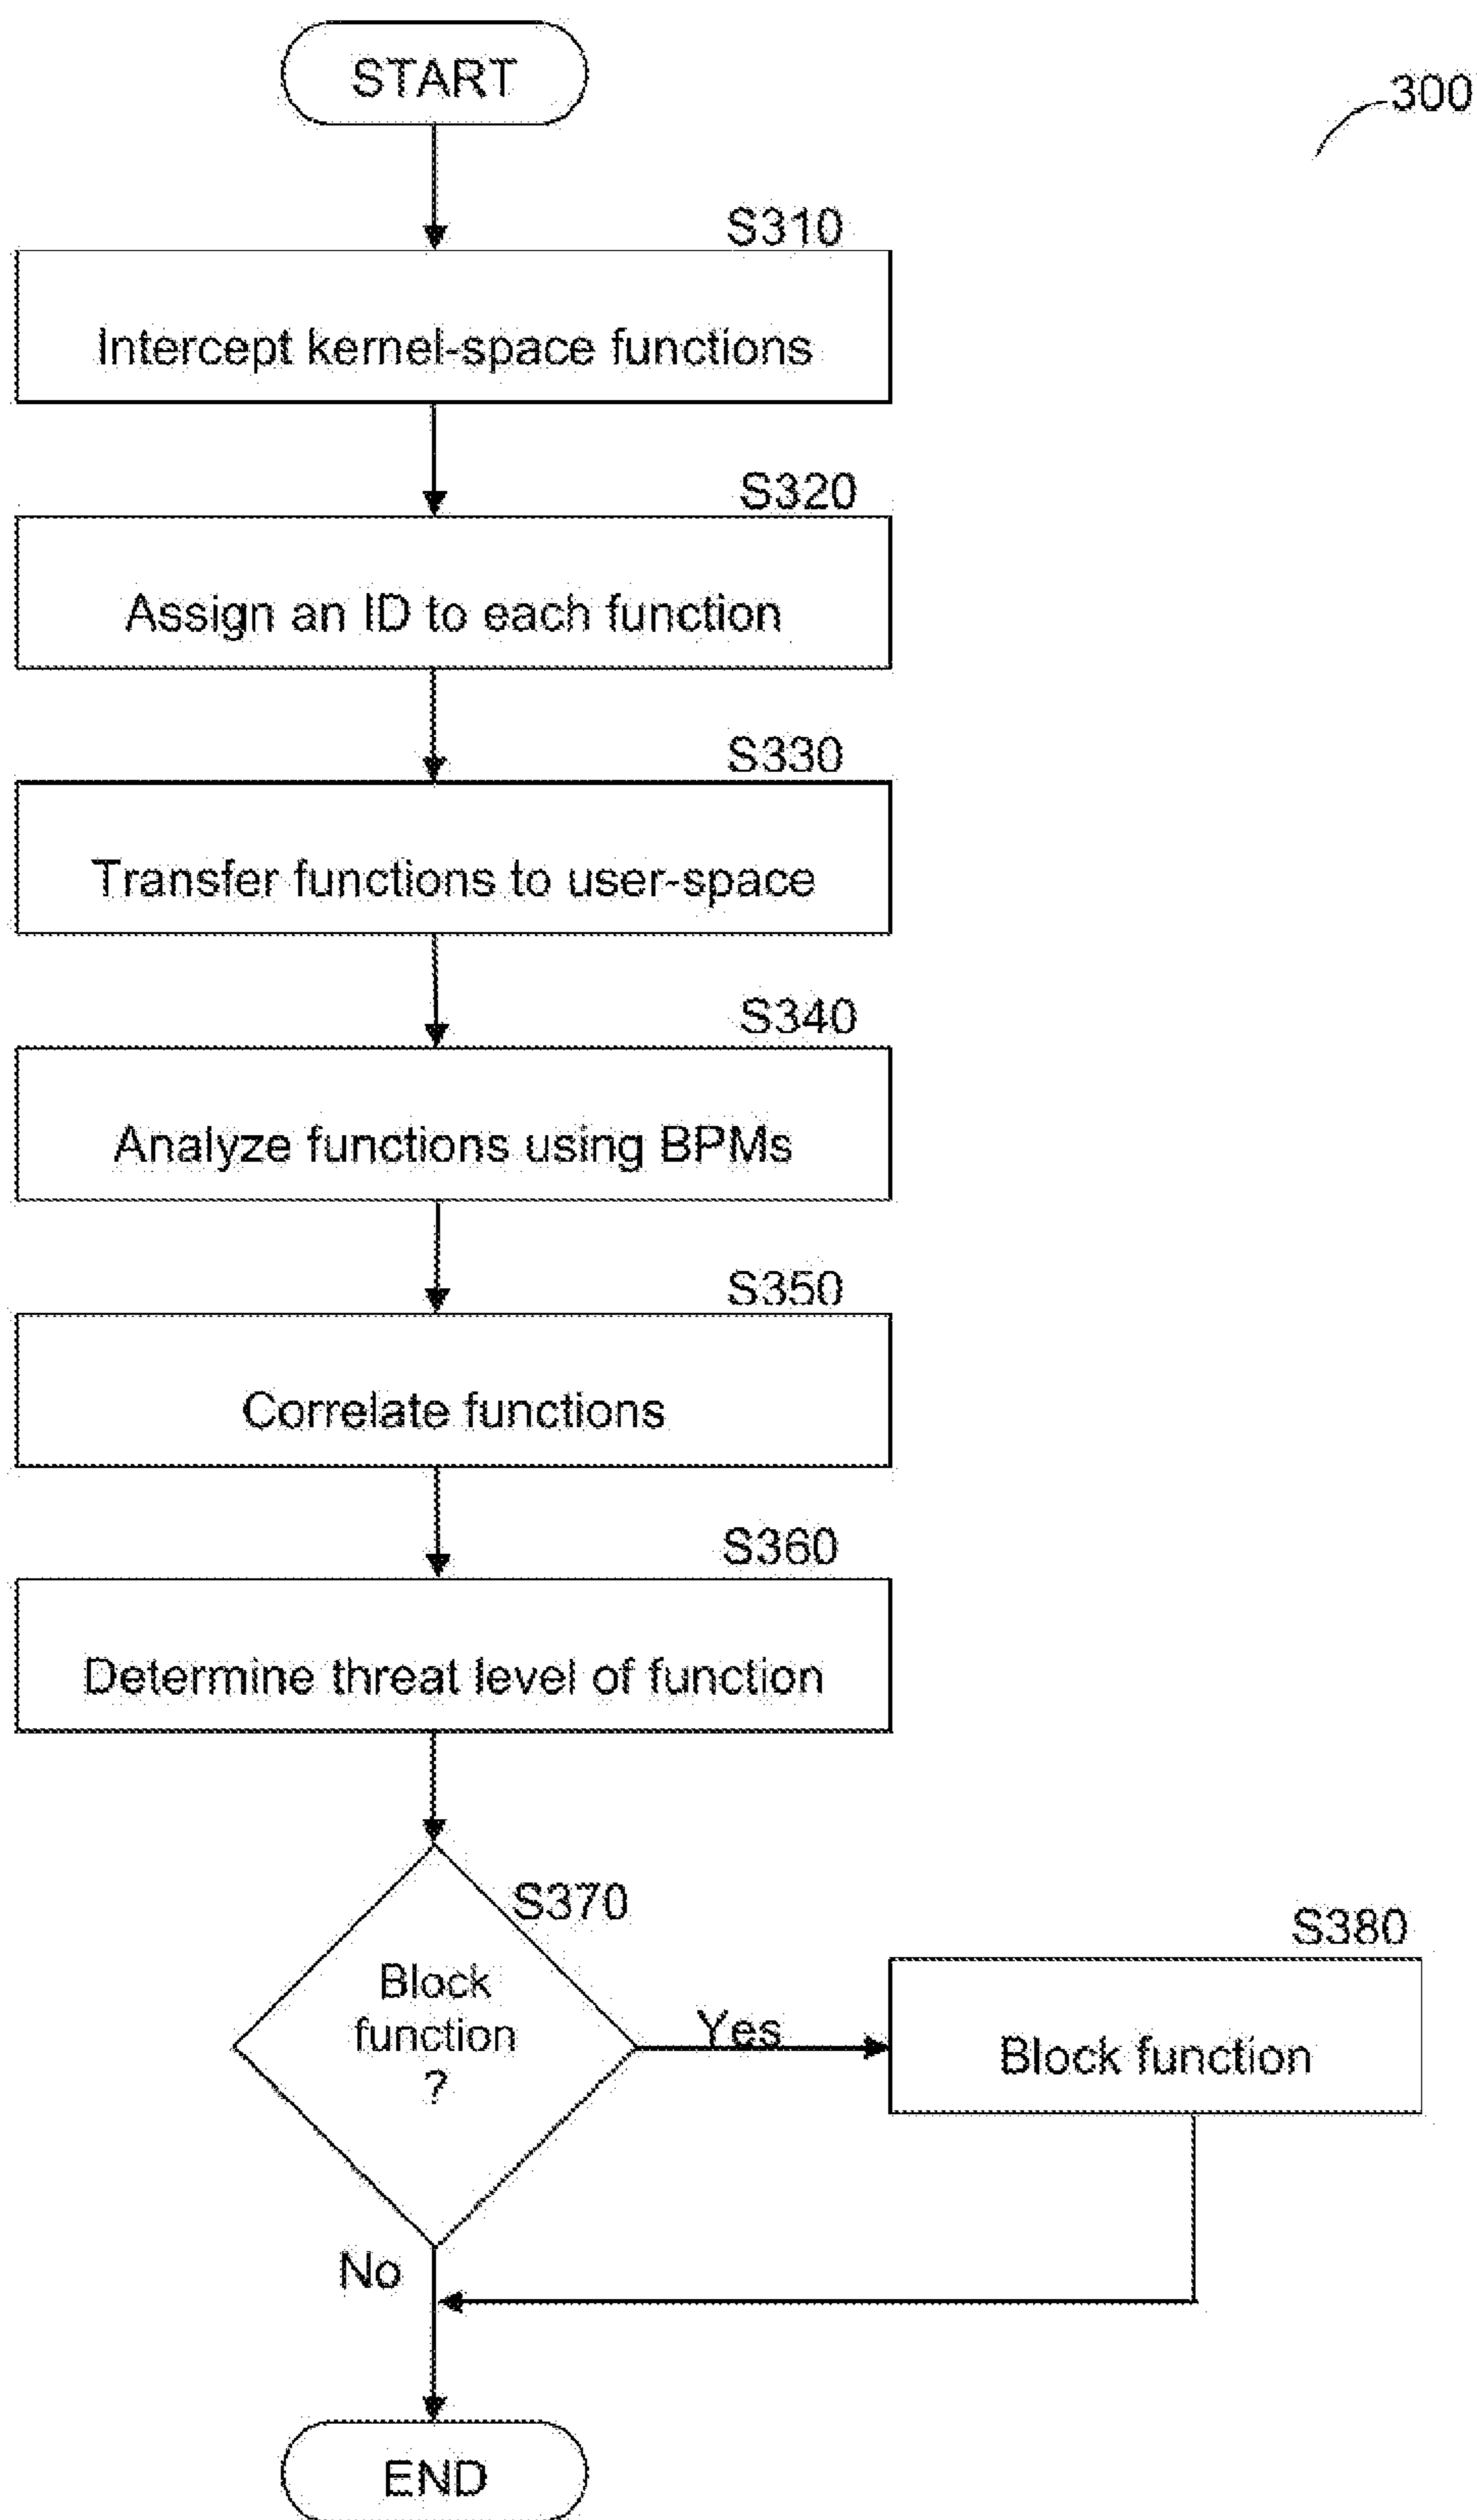 START
300
S310
Intercept kernel-space functions
S320
Assign an ID to each function
S330
Transfer functions to user-space
S340
Analyze functions using BPMs
S350
Correlate functions
S360
Determine threat level of function
S370
Block
function
?
Yes
S380
Block function
No
END